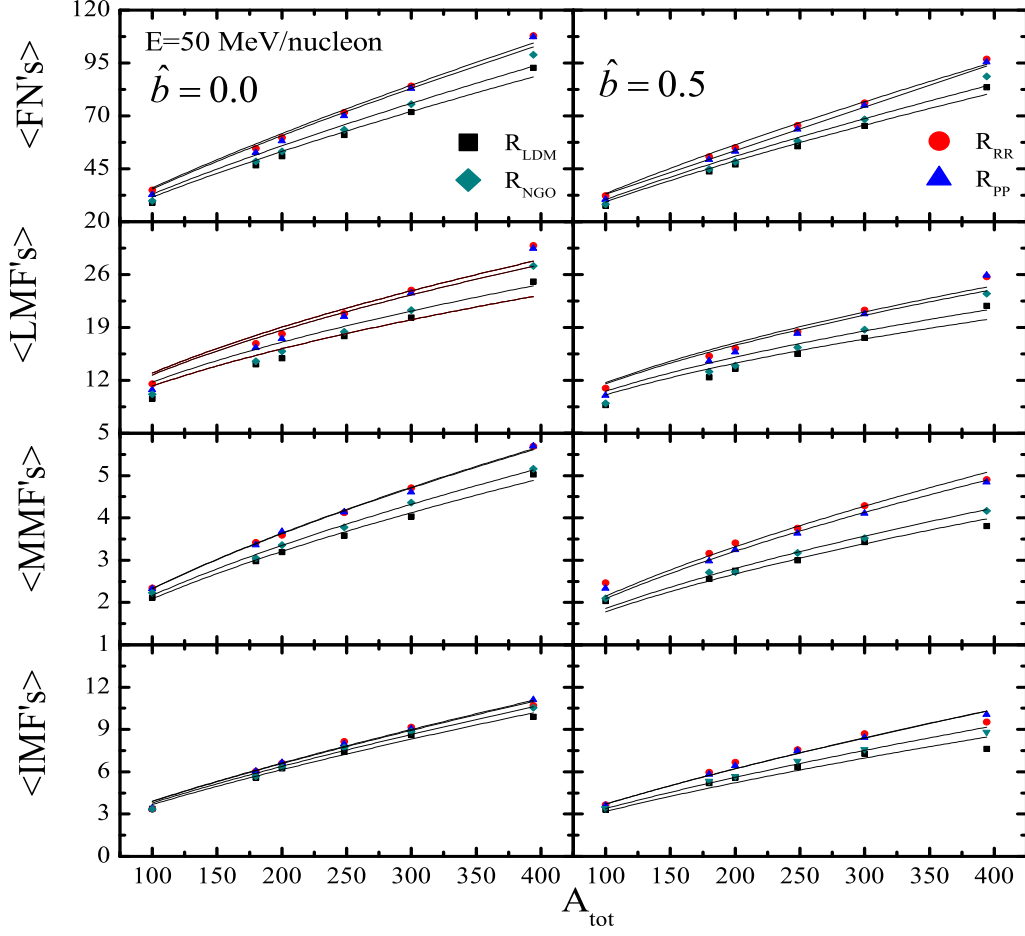 120
95
70
45
20
<FN's>
E=50 MeV/nucleon
b̂ = 0.0
R_LDM
R_NGO
b̂ = 0.5
R_RR
R_PP
26
19
12
5
<LMF's>
5
4
3
2
1
<MMF's>
12
9
6
3
0
<IMF's>
100 150 200 250 300 350 400
100 150 200 250 300 350 400
A_tot